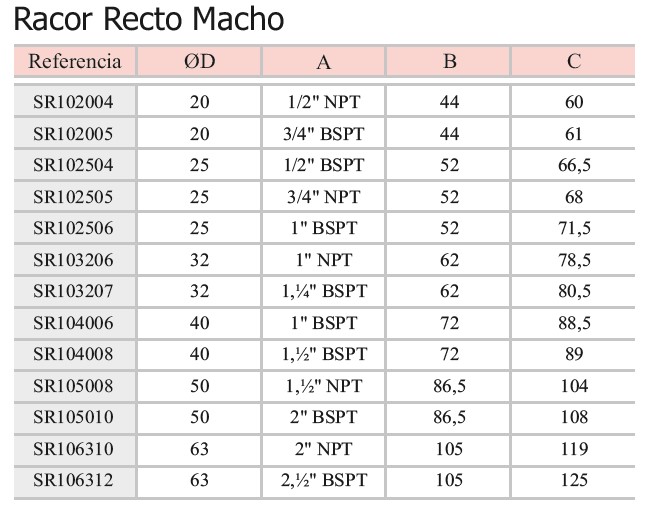 Racor Recto Macho
Referencia ØD A B C
SR102004 20 1/2" NPT 44 60
SR102005 20 3/4" BSPT 44 61
SR102504 25 1/2" BSPT 52 66,5
SR102505 25 3/4" NPT 52 68
SR102506 25 1" BSPT 52 71,5
SR103206 32 1" NPT 62 78,5
SR103207 32 1,¼" BSPT 62 80,5
SR104006 40 1" BSPT 72 88,5
SR104008 40 1,½" BSPT 72 89
SR105008 50 1,½" NPT 86,5 104
SR105010 50 2" BSPT 86,5 108
SR106310 63 2" NPT 105 119
SR106312 63 2,½" BSPT 105 125